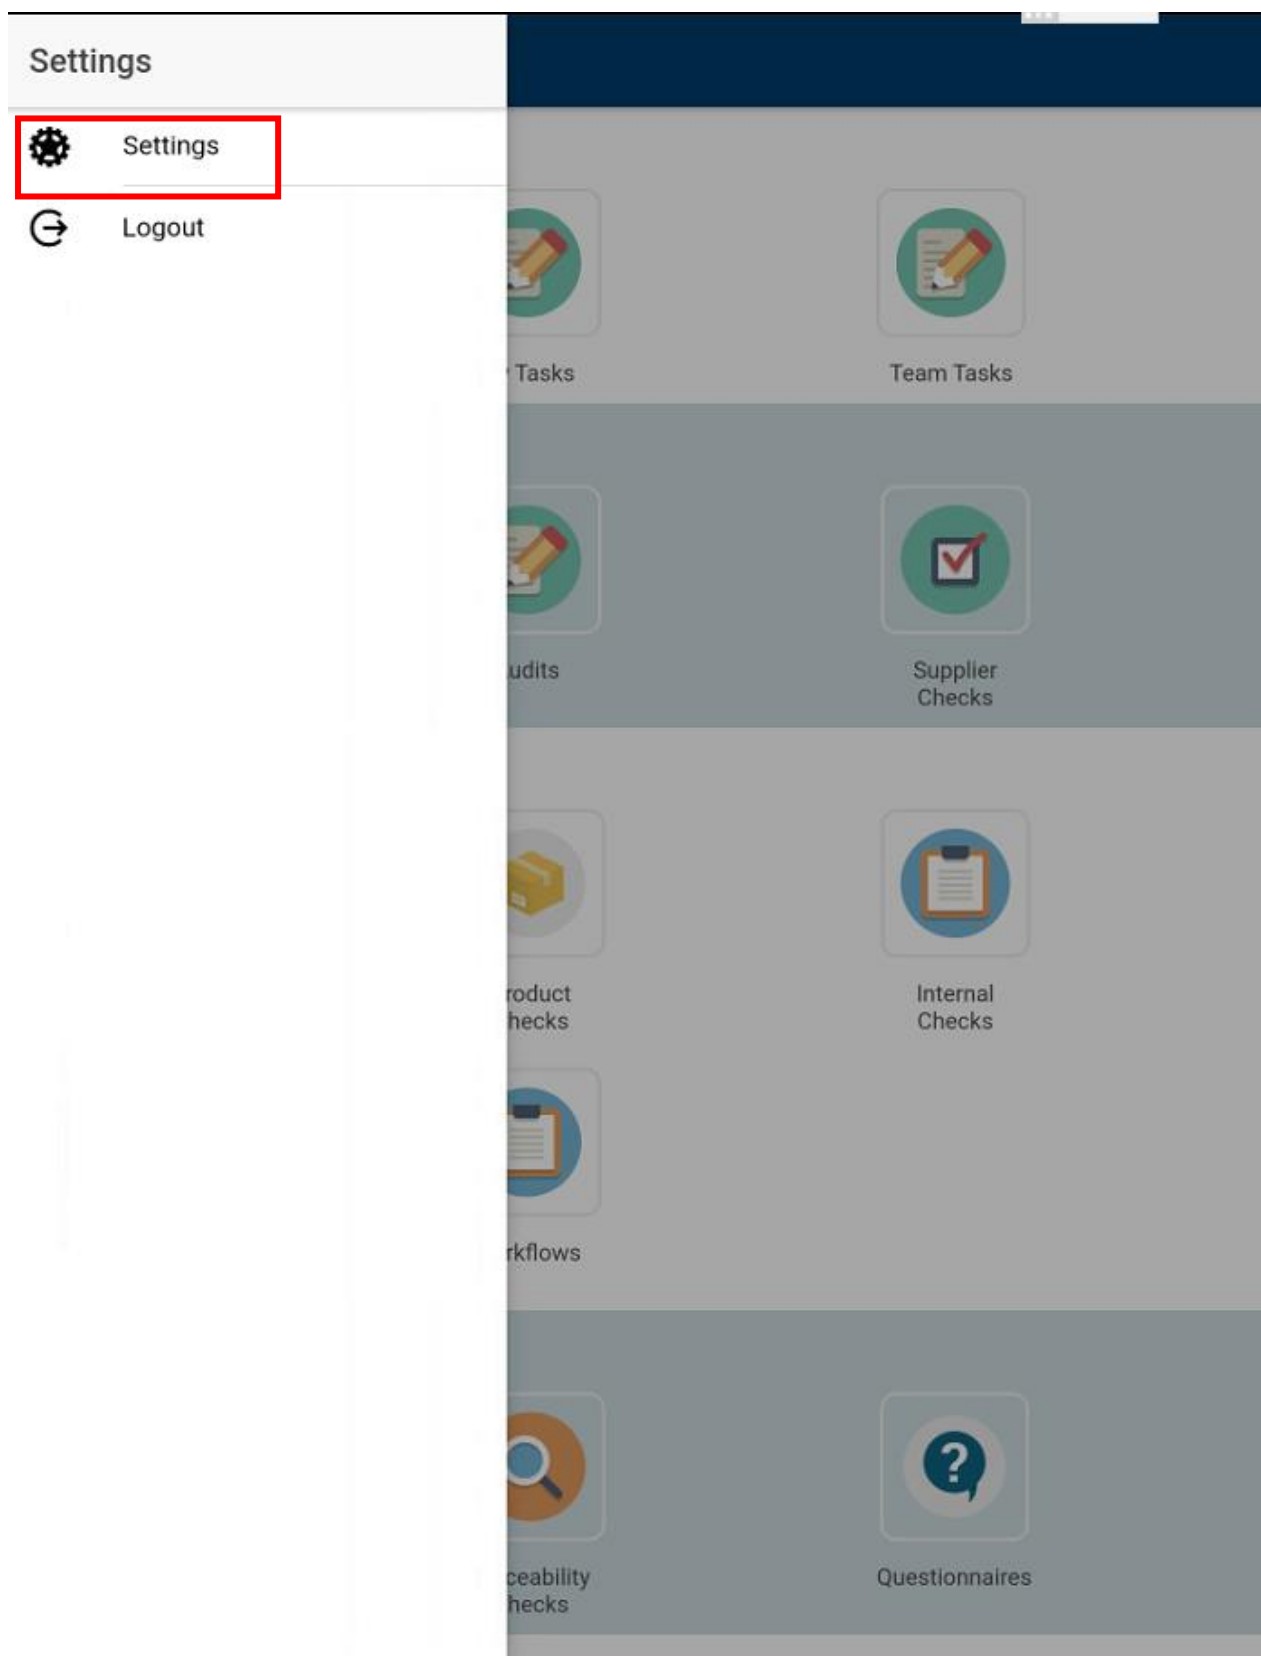 Settings
Settings
Logout
Tasks
Team Tasks
udits
Supplier
Checks
roduct
hecks
Internal
Checks
rkflows
ceability
hecks
Questionnaires